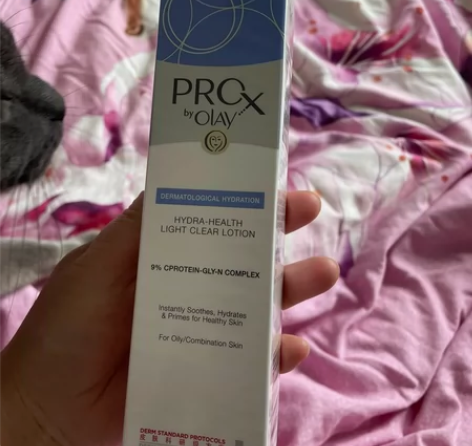 PROX
by OLAY
DERMATOLOGICAL HYDRATION
HYDRA-HEALTH
LIGHT CLEAR LOTION
9% CPROTEIN-GLY-N COMPLEX
Instantly Soothes, Hydrates
& Primes for Healthy Skin
For Oily/Combination Skin
DERM STANDARD PROTOCOLS